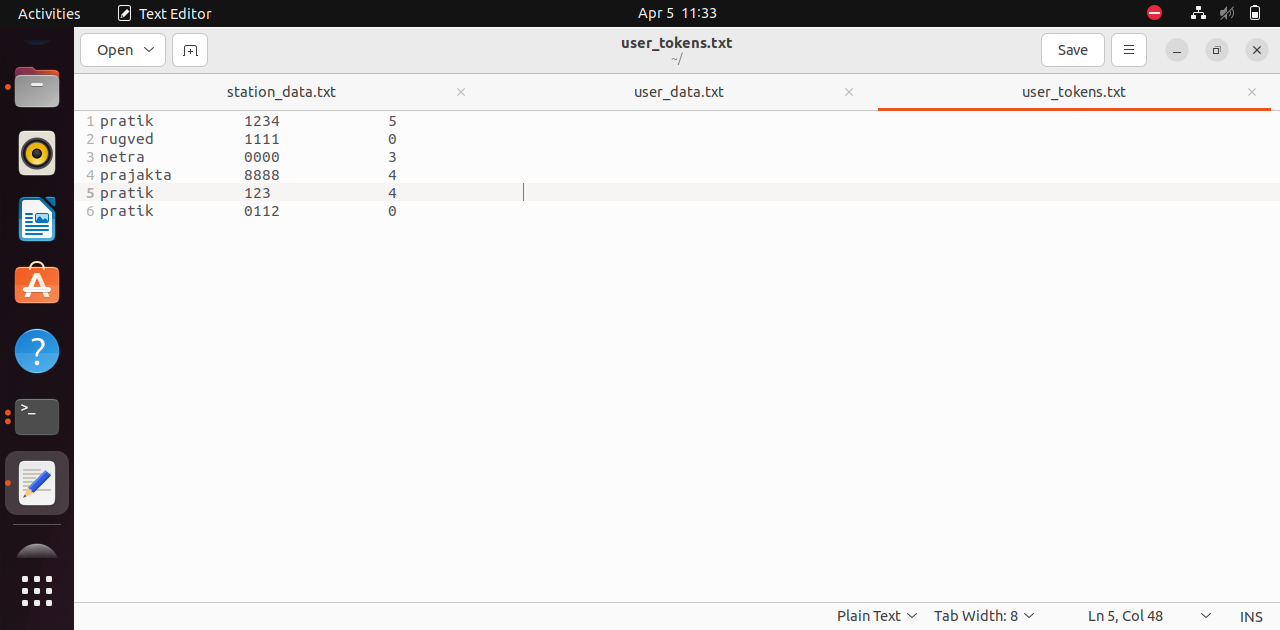 Activities Text Editor Apr 5 11:33
Open user_tokens.txt Save
~/
station_data.txt user_data.txt user_tokens.txt
1 pratik 1234 5
2 rugved 1111 0
3 netra 0000 3
4 prajakta 8888 4
5 pratik 123 4
6 pratik 0112 0
Plain Text Tab Width: 8 Ln 5, Col 48 INS